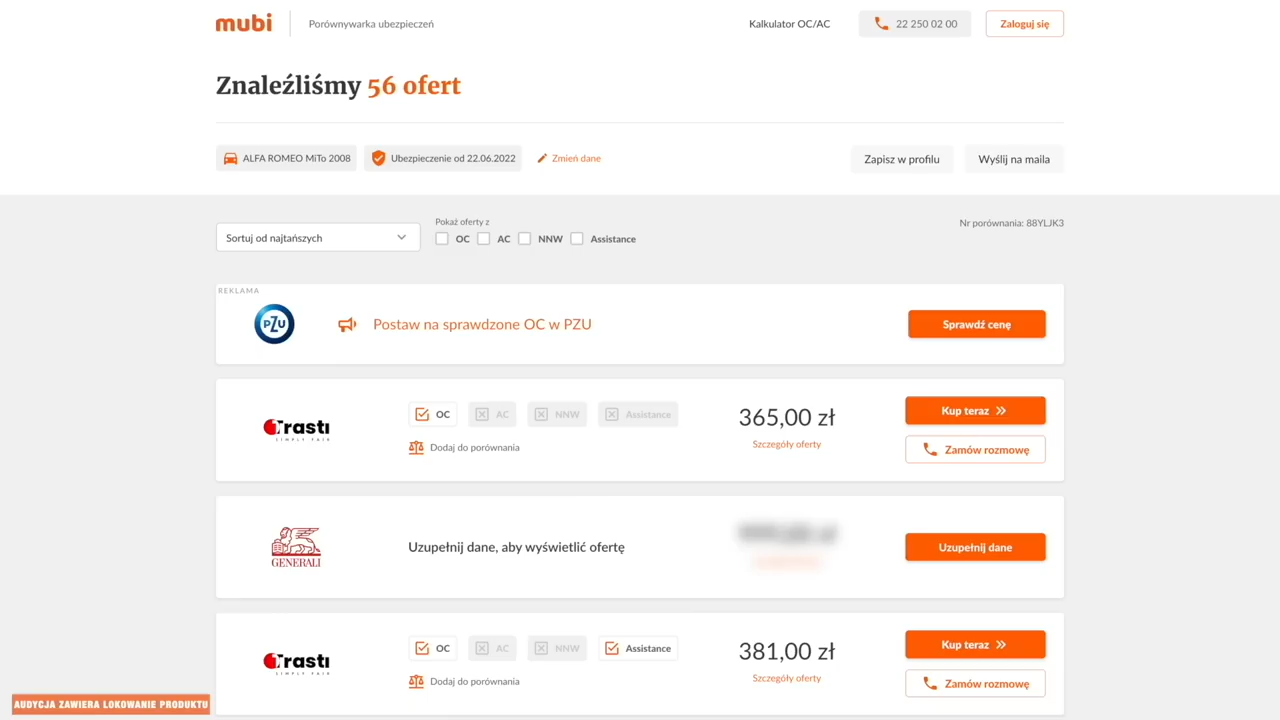 mubi
Porównywarka ubezpieczeń
Kalkulator OC/AC
22 250 02 00
Zaloguj się
Znaleźliśmy 56 ofert
ALFA ROMEO MiTo 2008
Ubezpieczenie od 22.06.2022
Zmień dane
Zapisz w profilu
Wyślij na maila
Sortuj od najtańszych
Pokaż oferty z
OC
AC
NNW
Assistance
Nr porównania: 88YLJK3
REKLAMA
PZU
Postaw na sprawdzone OC w PZU
Sprawdź cenę
Trasti
SIMPLY FAIR
OC
AC
NNW
Assistance
Dodaj do porównania
365,00 zł
Szczegóły oferty
Kup teraz
Zamów rozmowę
GENERALI
Uzupełnij dane, aby wyświetlić ofertę
Uzupełnij dane
Trasti
SIMPLY FAIR
OC
AC
NNW
Assistance
Dodaj do porównania
381,00 zł
Szczegóły oferty
Kup teraz
Zamów rozmowę
AUDYCJA ZAWIERA LOKOWANIE PRODUKTU